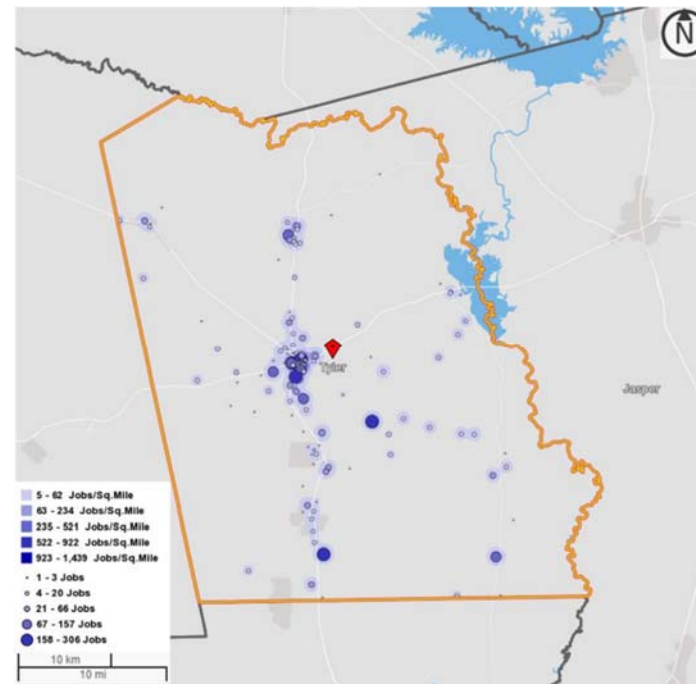 N
Tyler
Jasper
5 - 62 Jobs/Sq.Mile
63 - 234 Jobs/Sq.Mile
235 - 521 Jobs/Sq.Mile
522 - 922 Jobs/Sq.Mile
923 - 1,439 Jobs/Sq.Mile
1 - 3 Jobs
4 - 20 Jobs
21 - 66 Jobs
67 - 157 Jobs
158 - 306 Jobs
10 km
10 mi